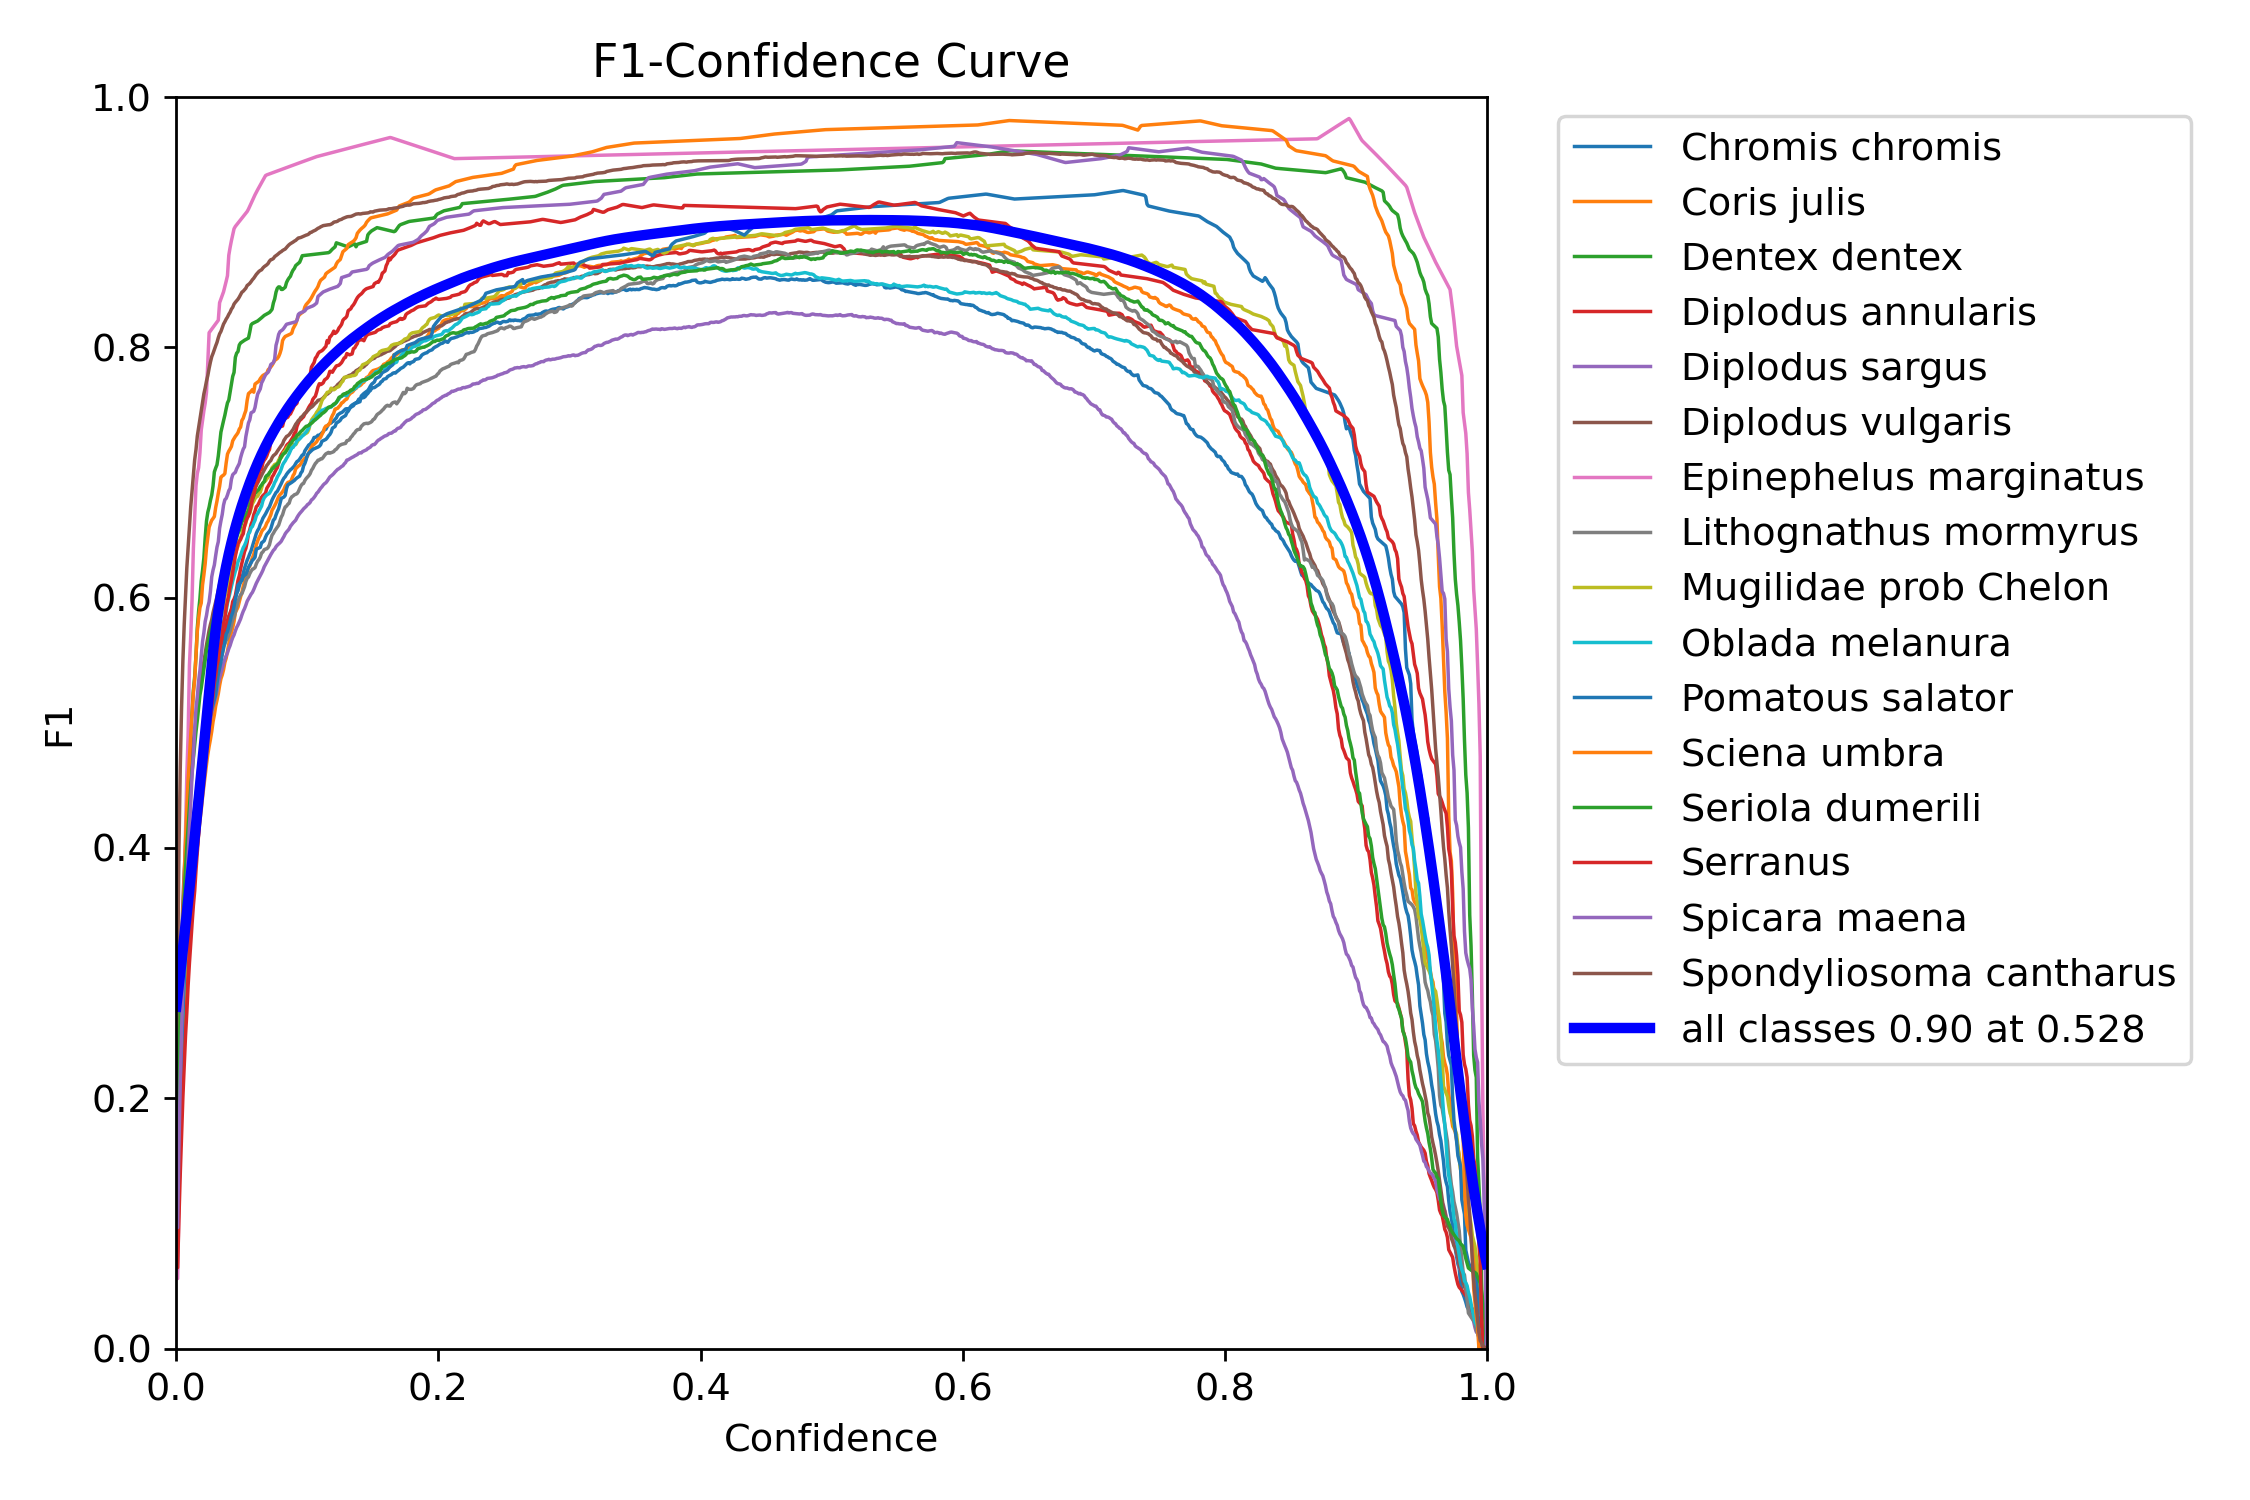 F1-Confidence Curve
1.0
0.8
0.6
0.4
0.2
0.0
F1
0.0 0.2 0.4 0.6 0.8 1.0
Confidence
Chromis chromis
Coris julis
Dentex dentex
Diplodus annularis
Diplodus sargus
Diplodus vulgaris
Epinephelus marginatus
Lithognathus mormyrus
Mugilidae prob Chelon
Oblada melanura
Pomatous salator
Sciena umbra
Seriola dumerili
Serranus
Spicara maena
Spondyliosoma cantharus
all classes 0.90 at 0.528